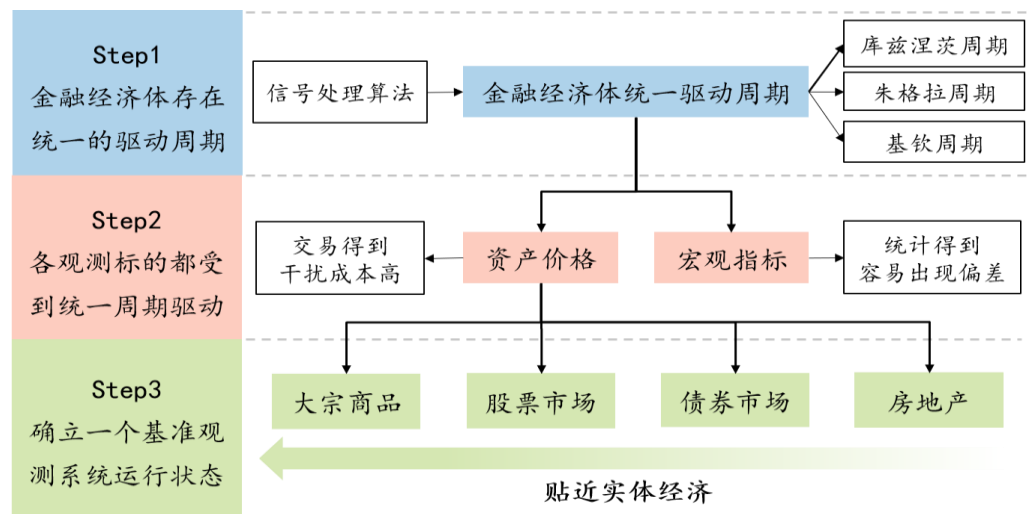 Step1
金融经济体存在
统一的驱动周期
信号处理算法
金融经济体统一驱动周期
库兹涅茨周期
朱格拉周期
基钦周期
Step2
各观测标的都受
到统一周期驱动
交易得到
干扰成本高
资产价格
宏观指标
统计得到
容易出现偏差
Step3
确立一个基准观
测系统运行状态
大宗商品
股票市场
债券市场
房地产
贴近实体经济